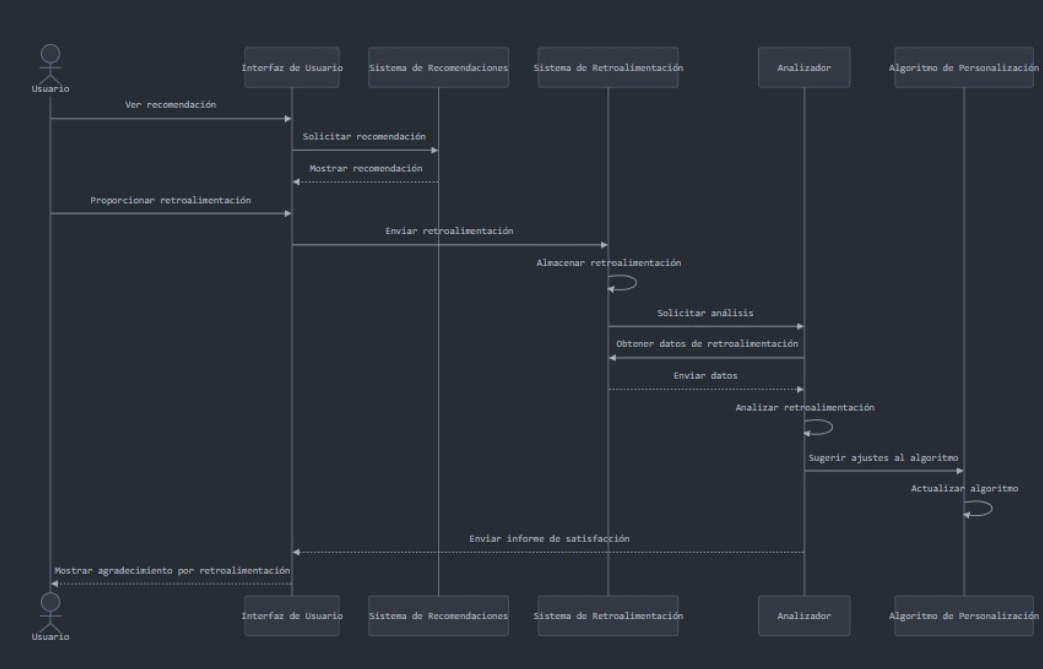 Usuario
Interfaz de Usuario
Sistema de Recomendaciones
Sistema de Retroalimentación
Analizador
Algoritmo de Personalización
Ver recomendación
Solicitar recomendación
Mostrar recomendación
Proporcionar retroalimentación
Enviar retroalimentación
Almacenar retroalimentación
Solicitar análisis
Obtener datos de retroalimentación
Enviar datos
Analizar retroalimentación
Sugerir ajustes al algoritmo
Actualizar algoritmo
Enviar informe de satisfacción
Mostrar agradecimiento por retroalimentación
Usuario
Interfaz de Usuario
Sistema de Recomendaciones
Sistema de Retroalimentación
Analizador
Algoritmo de Personalización